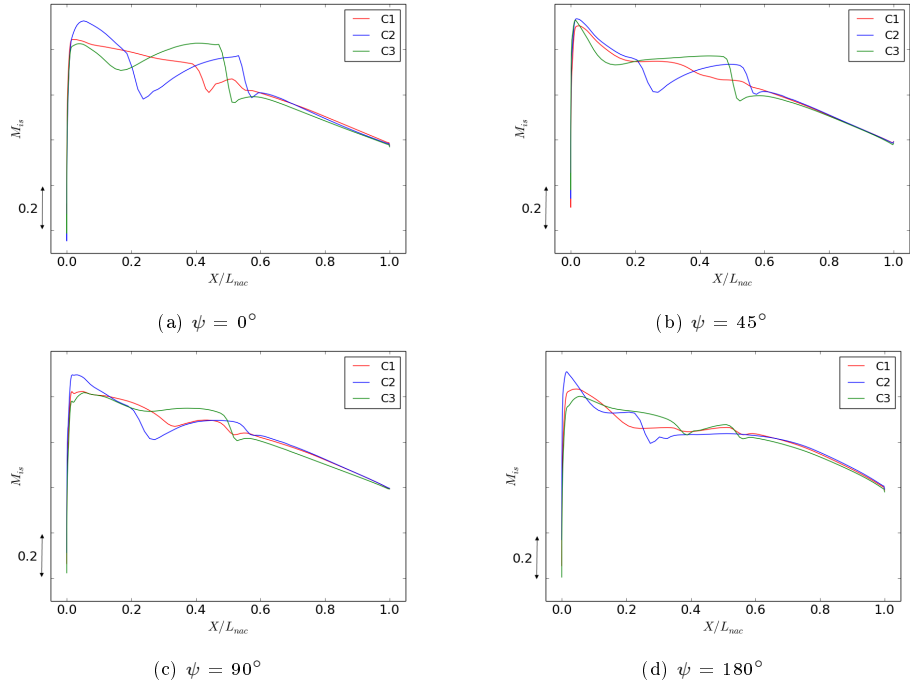 C1
C2
C3
M_is
0.2
0.0 0.2 0.4 0.6 0.8 1.0
X/L_nac
(a) ψ = 0°
C1
C2
C3
M_is
0.2
0.0 0.2 0.4 0.6 0.8 1.0
X/L_nac
(b) ψ = 45°
C1
C2
C3
M_is
0.2
0.0 0.2 0.4 0.6 0.8 1.0
X/L_nac
(c) ψ = 90°
C1
C2
C3
M_is
0.2
0.0 0.2 0.4 0.6 0.8 1.0
X/L_nac
(d) ψ = 180°